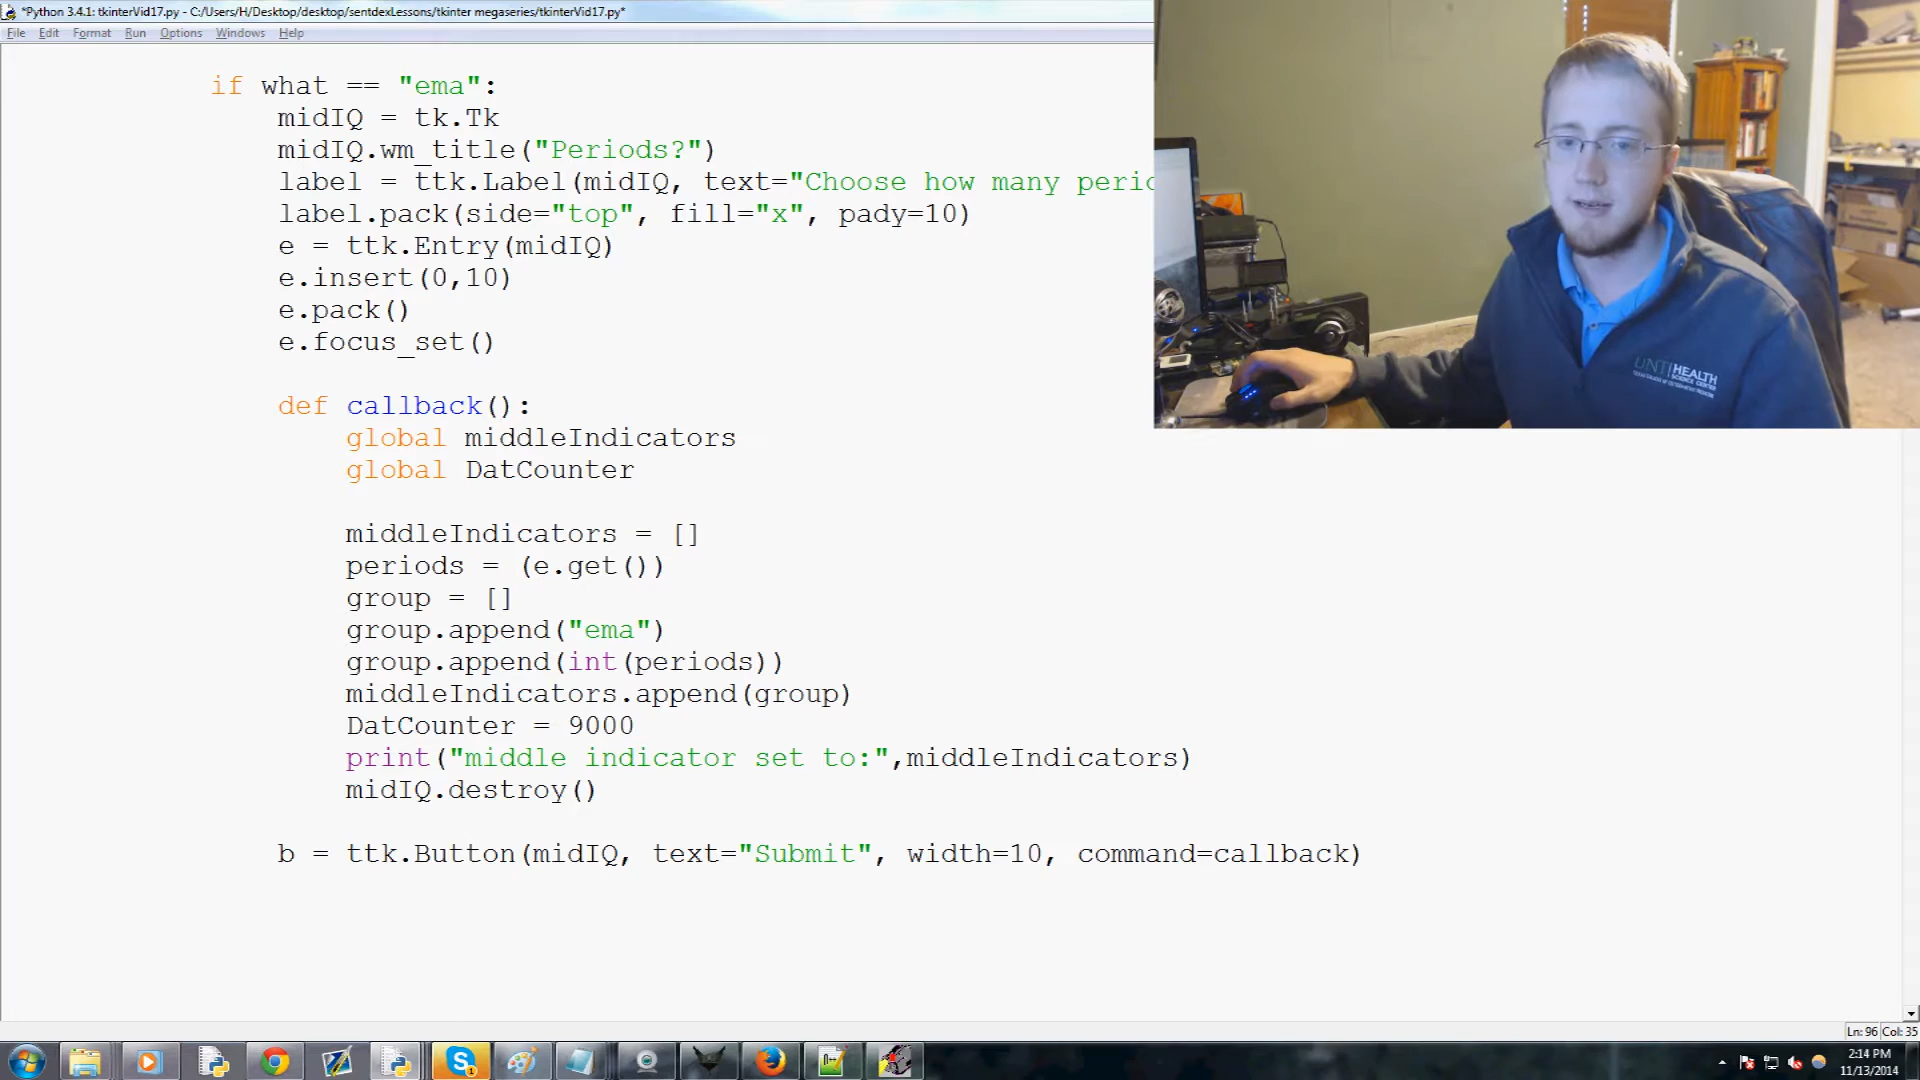 *Python 3.4.1: tkinterVid17.py - C:/Users/H/Desktop/desktop/sentdexLessons/tkinter megaseries/tkinterVid17.py*
File Edit Format Run Options Windows Help
if what == "ema":
midIQ = tk.Tk
midIQ.wm_title("Periods?")
label = ttk.Label(midIQ, text="Choose how many perio
label.pack(side="top", fill="x", pady=10)
e = ttk.Entry(midIQ)
e.insert(0,10)
e.pack()
e.focus_set()
def callback():
global middleIndicators
global DatCounter
middleIndicators = []
periods = (e.get())
group = []
group.append("ema")
group.append(int(periods))
middleIndicators.append(group)
DatCounter = 9000
print("middle indicator set to:",middleIndicators)
midIQ.destroy()
b = ttk.Button(midIQ, text="Submit", width=10, command=callback)
UNT HEALTH
SCIENCE CENTER
Ln: 96 Col: 35
2:14 PM
11/13/2014